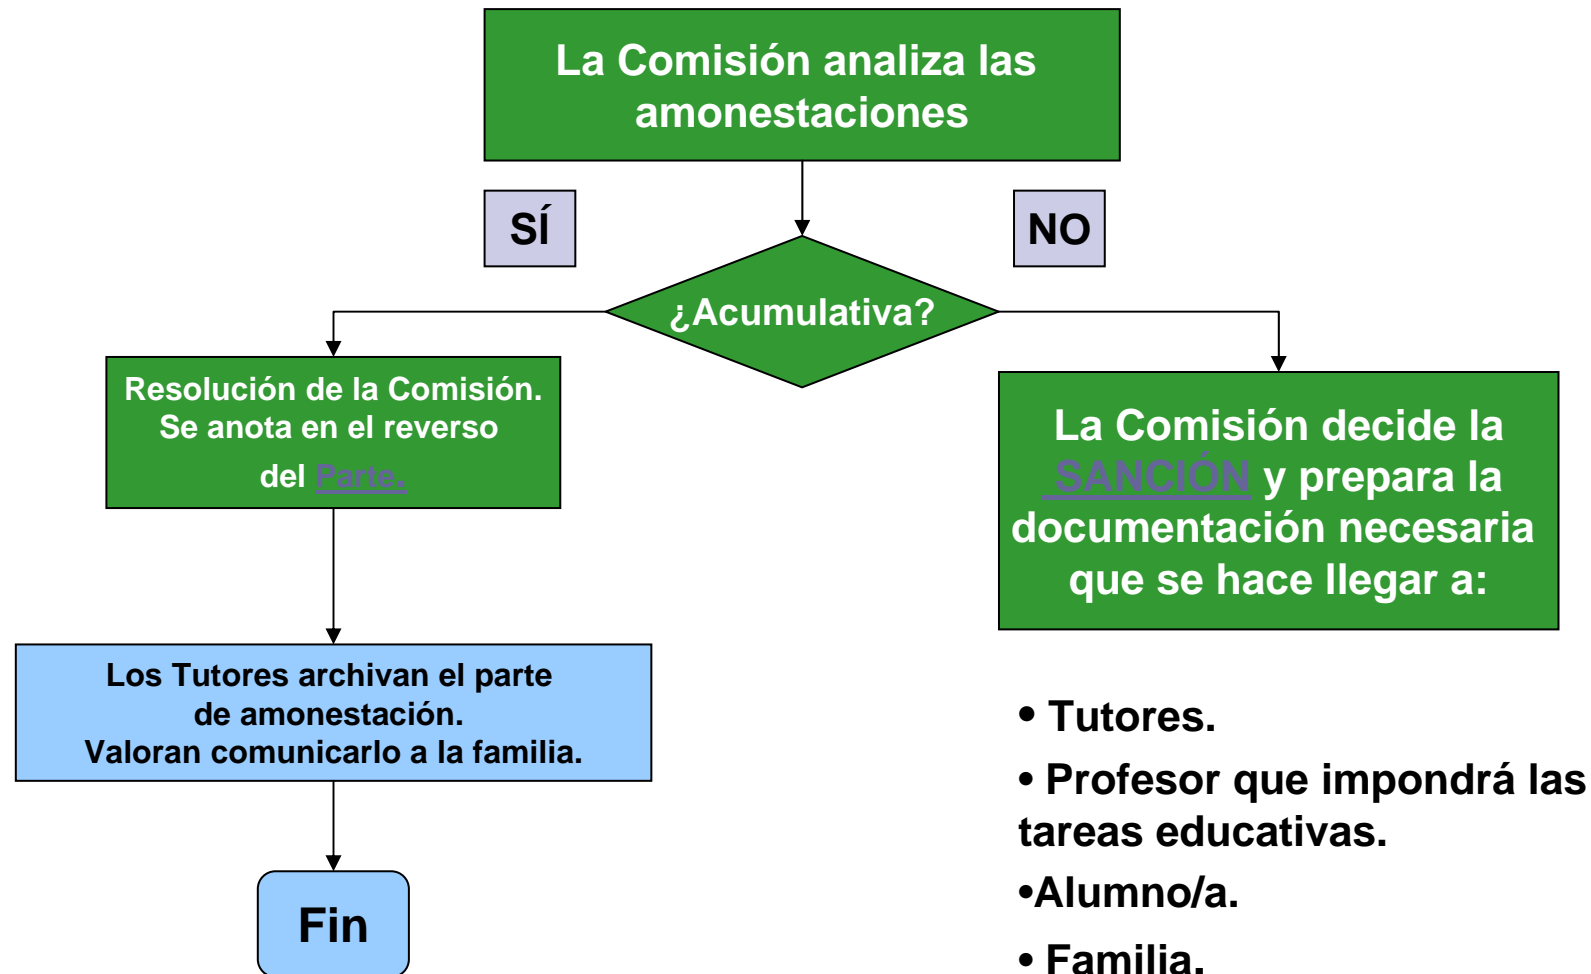 La Comisión analiza las
amonestaciones
SÍ
NO
¿Acumulativa?
Resolución de la Comisión.
Se anota en el reverso
del Parte.
La Comisión decide la
SANCIÓN y prepara la
documentación necesaria
que se hace llegar a:
Los Tutores archivan el parte
de amonestación.
Valoran comunicarlo a la familia.
• Tutores.
• Profesor que impondrá las
tareas educativas.
•Alumno/a.
• Familia.
Fin